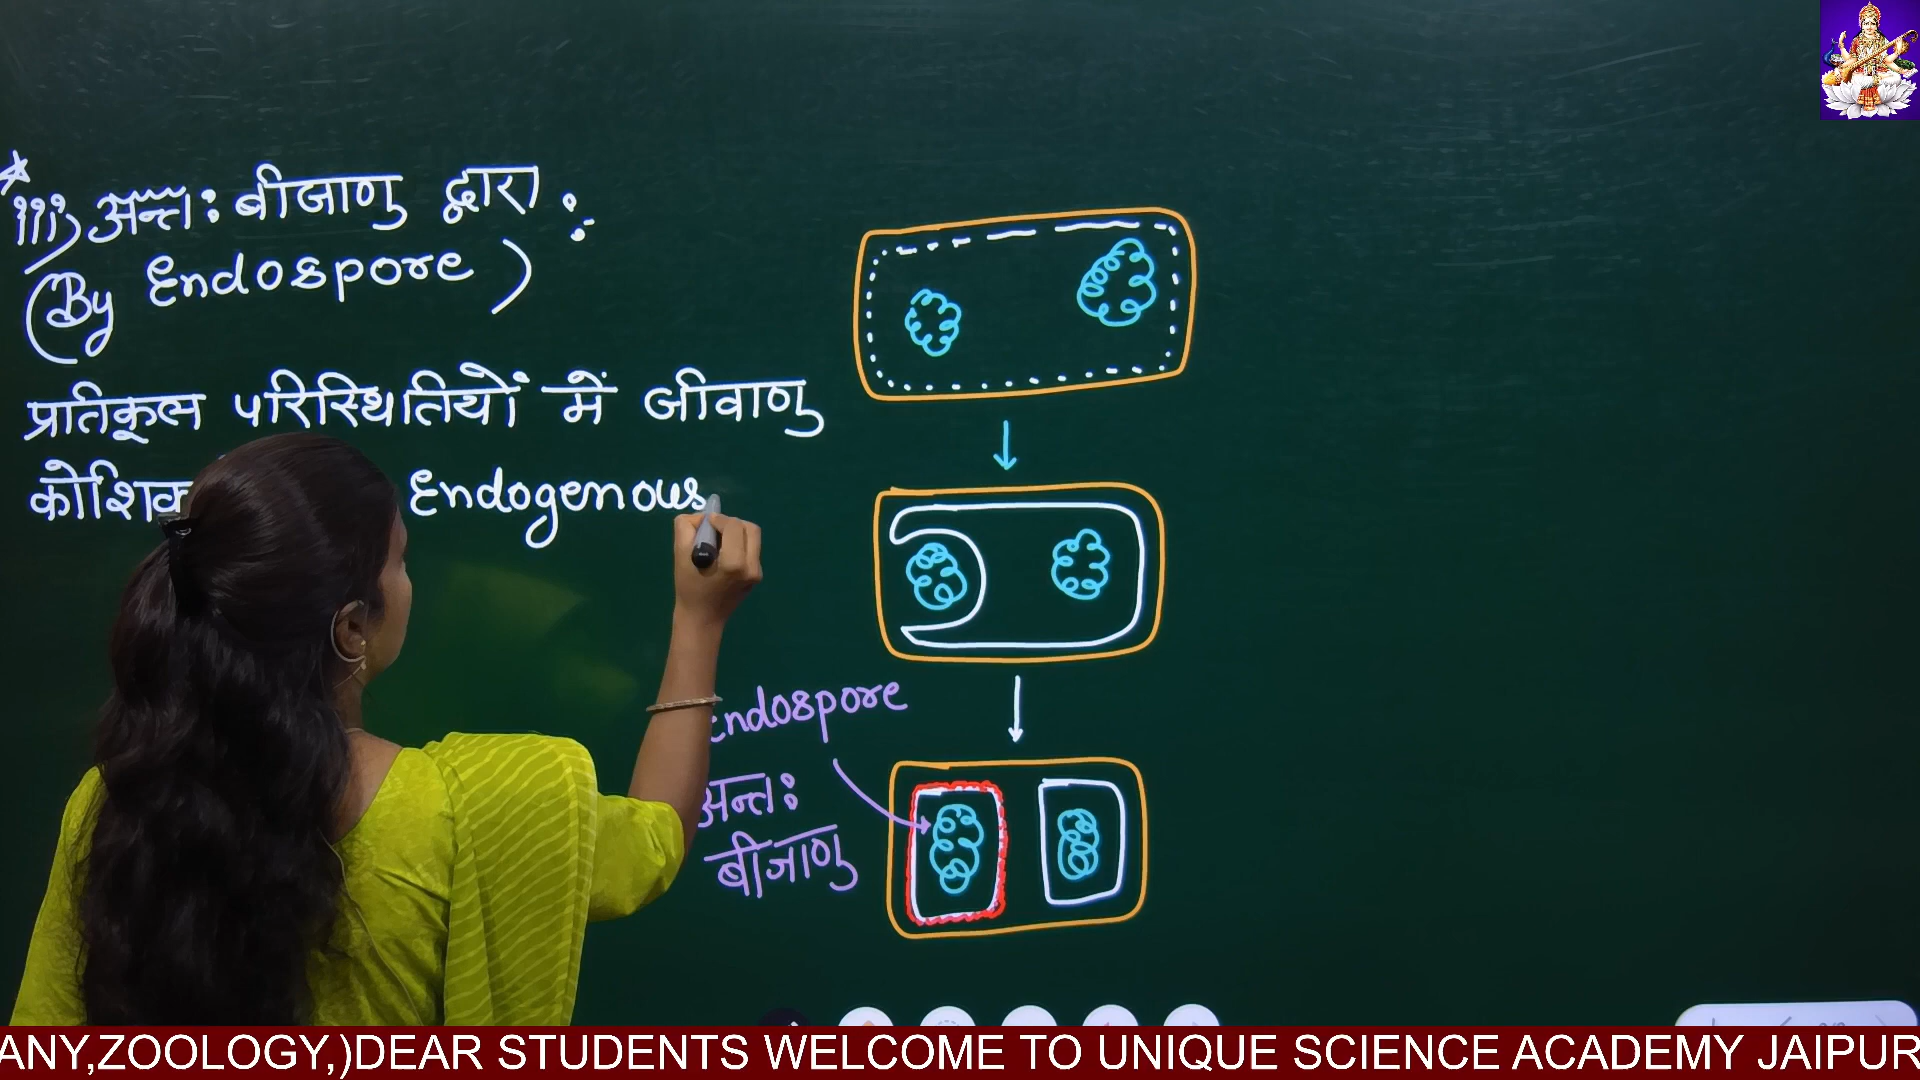 iii) अन्त: बीजाणु द्वारा :-
(By Endospore)
प्रतिकूल परिस्थितियों में जीवाणु
Endogenous
Endospore
अन्त:
बीजाणु
ANY,ZOOLOGY,)DEAR STUDENTS WELCOME TO UNIQUE SCIENCE ACADEMY JAIPUR